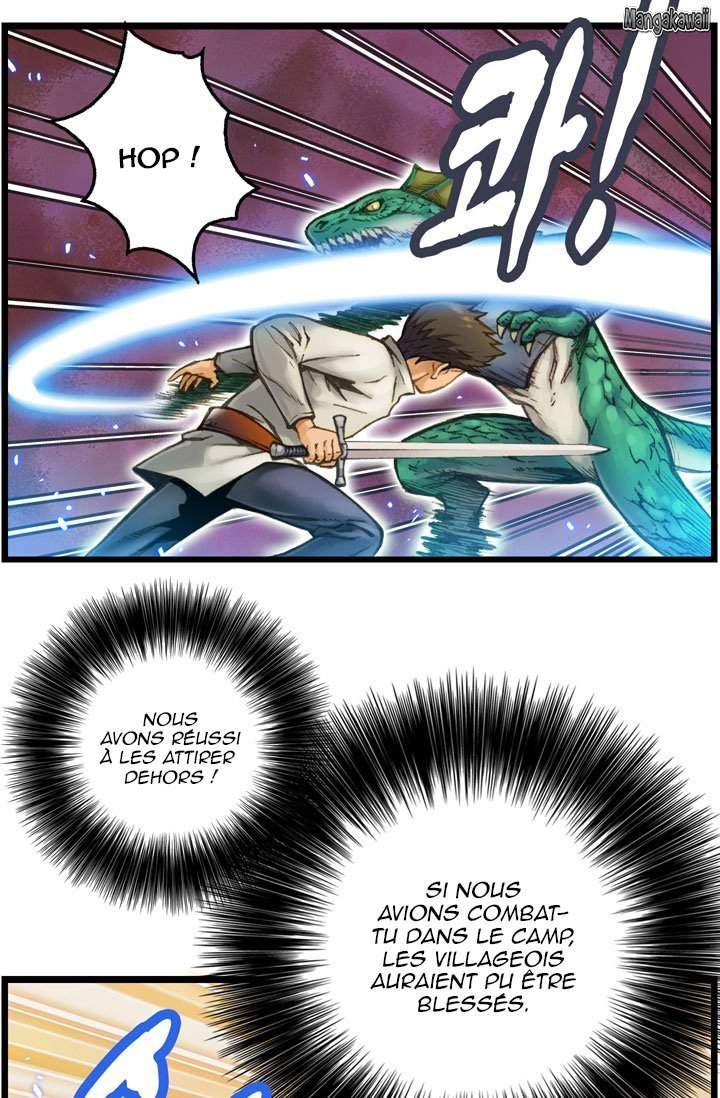 Mangakawaii
HOP !
콰!
NOUS
AVONS RÉUSSI
À LES ATTIRER
DEHORS !
SI NOUS
AVIONS COMBAT-
TU DANS LE CAMP,
LES VILLAGEOIS
AURAIENT PU ÊTRE
BLESSÉS.